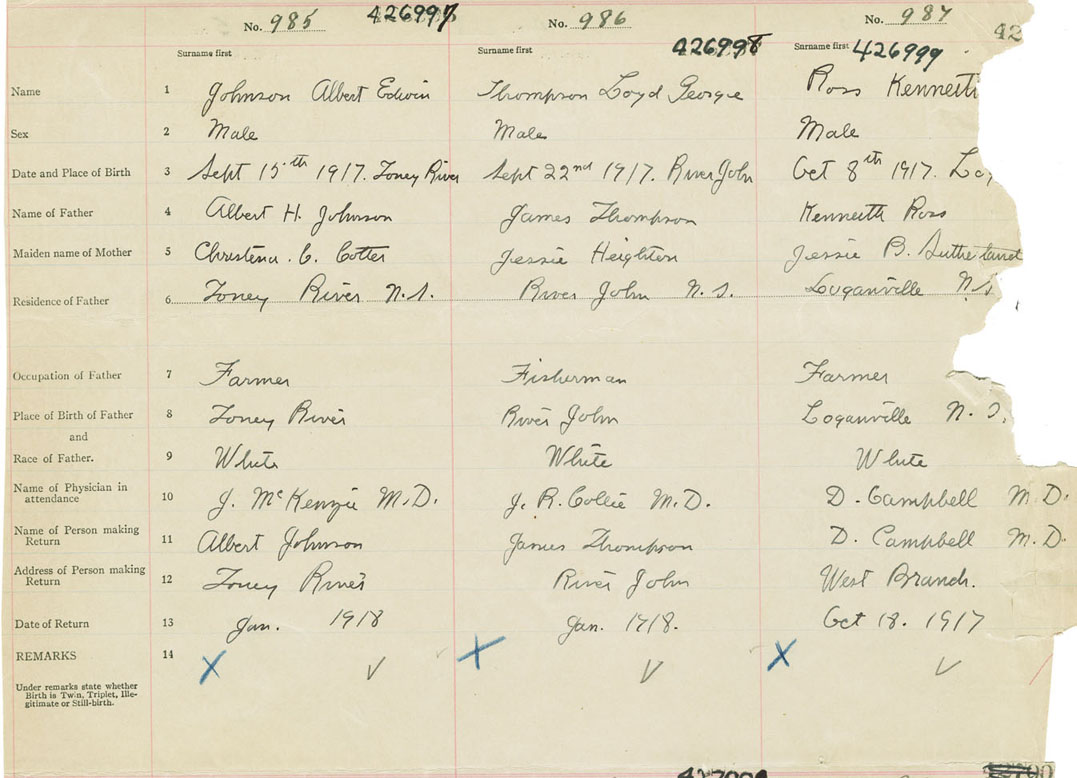 No. 985 426997 No. 986 No. 987 42
Surname first Surname first 426998 Surname first 426999
Name 1 Johnson Albert Edwin Thompson Loyd George Ross Kenneth
Sex 2 Male Male Male
Date and Place of Birth 3 Sept 15th 1917. Toney River Sept 22nd 1917. River John Oct 8th 1917. Lo
Name of Father 4 Albert H. Johnson James Thompson Kenneith Ross
Maiden name of Mother 5 Christena C. Cotter Jessie Heighton Jessie B. Sutherland
Residence of Father 6 Toney River N.S. River John N.S. Loganville N.S
Occupation of Father 7 Farmer Fisherman Farmer
Place of Birth of Father 8 Toney River River John Loganville N.S.
and
Race of Father. 9 White White White
Name of Physician in attendance 10 J. McKenzie M.D. J. R. Collie M.D. D. Campbell M.D.
Name of Person making Return 11 Albert Johnson James Thompson D. Campbell M.D.
Address of Person making Return 12 Toney River River John West Branch.
Date of Return 13 Jan. 1918 Jan. 1918. Oct 18. 1917
REMARKS 14
Under remarks state whether
Birth is Twin, Triplet, Ille-
gitimate or Still-birth.